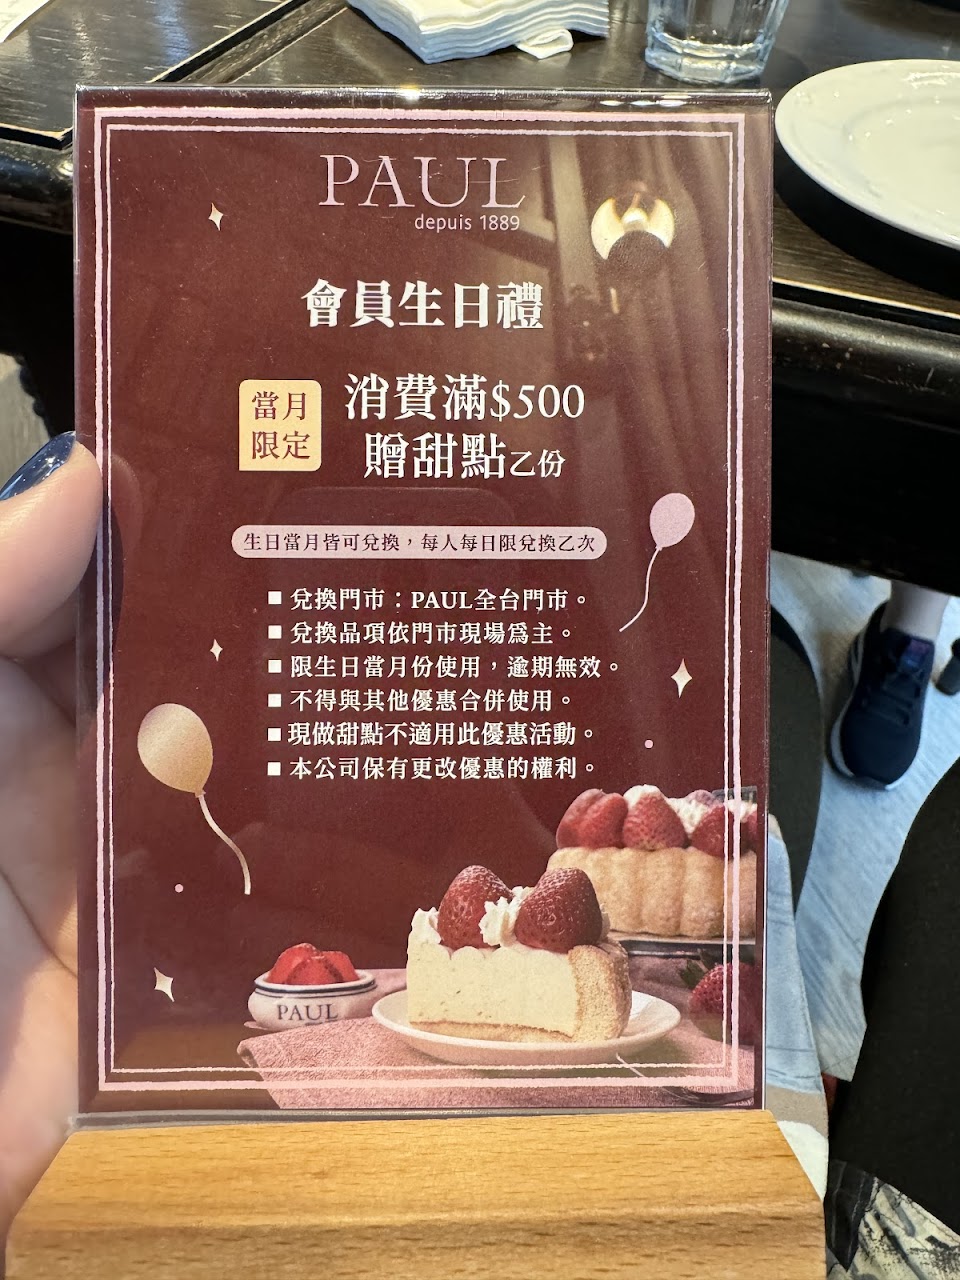 PAUL
depuis 1889
會員生日禮
當月
限定
消費滿$500
贈甜點乙份
生日當月皆可兌換，每人每日限兌換乙次
■ 兌換門市：PAUL全台門市。
■ 兌換品項依門市現場為主。
■ 限生日當月份使用，逾期無效。
■ 不得與其他優惠合併使用。
■ 現做甜點不適用此優惠活動。
■ 本公司保有更改優惠的權利。
PAUL